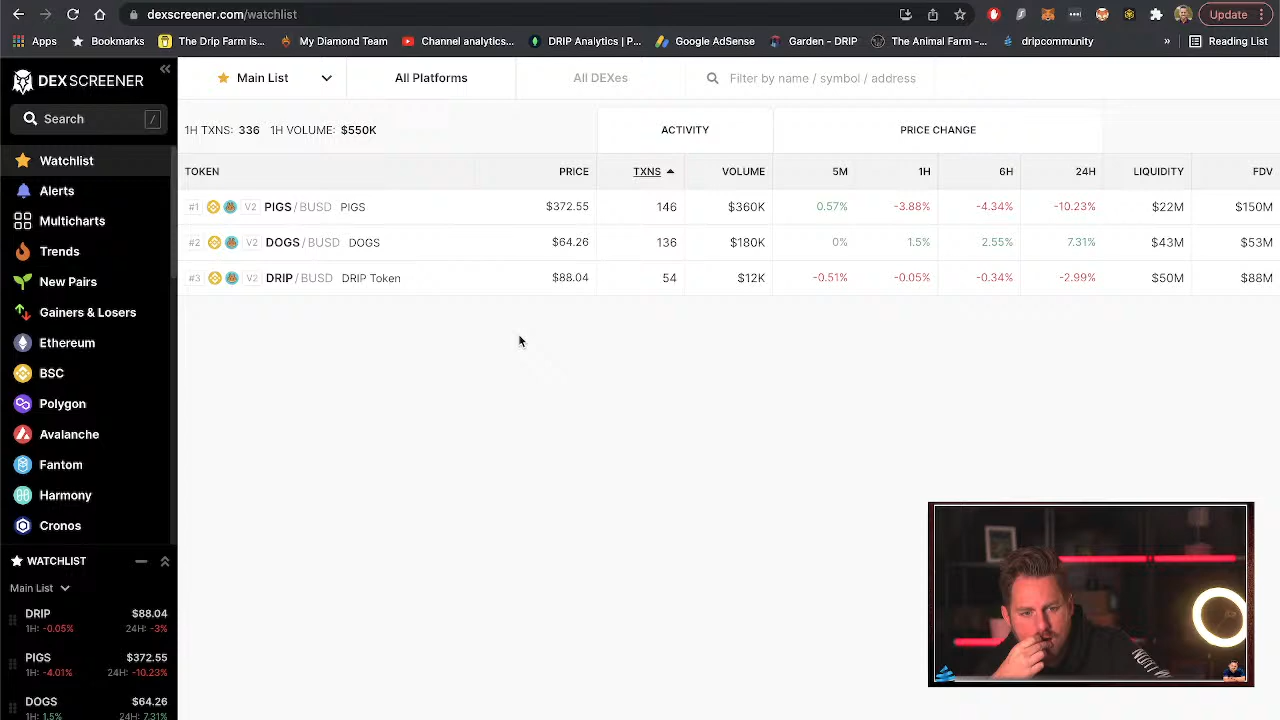 dexscreener.com/watchlist
Update
Apps
Bookmarks
The Drip Farm is...
My Diamond Team
Channel analytics...
DRIP Analytics | P...
Google AdSense
Garden - DRIP
The Animal Farm -...
dripcommunity
»
Reading List
DEX SCREENER
Main List
All Platforms
All DEXes
Filter by name / symbol / address
Search
/
1H TXNS: 336 1H VOLUME: $550K
ACTIVITY
PRICE CHANGE
TOKEN PRICE TXNS VOLUME 5M 1H 6H 24H LIQUIDITY FDV
#1 V2 PIGS / BUSD PIGS $372.55 146 $360K 0.57% -3.88% -4.34% -10.23% $22M $150M
#2 V2 DOGS / BUSD DOGS $64.26 136 $180K 0% 1.5% 2.55% 7.31% $43M $53M
#3 V2 DRIP / BUSD DRIP Token $88.04 54 $12K -0.51% -0.05% -0.34% -2.99% $50M $88M
Watchlist
Alerts
Multicharts
Trends
New Pairs
Gainers & Losers
Ethereum
BSC
Polygon
Avalanche
Fantom
Harmony
Cronos
WATCHLIST
Main List
DRIP $88.04
1H: -0.05% 24H: -3%
PIGS $372.55
1H: -4.01% 24H: -10.23%
DOGS $64.26
1H: 1.5% 24H: 7.31%